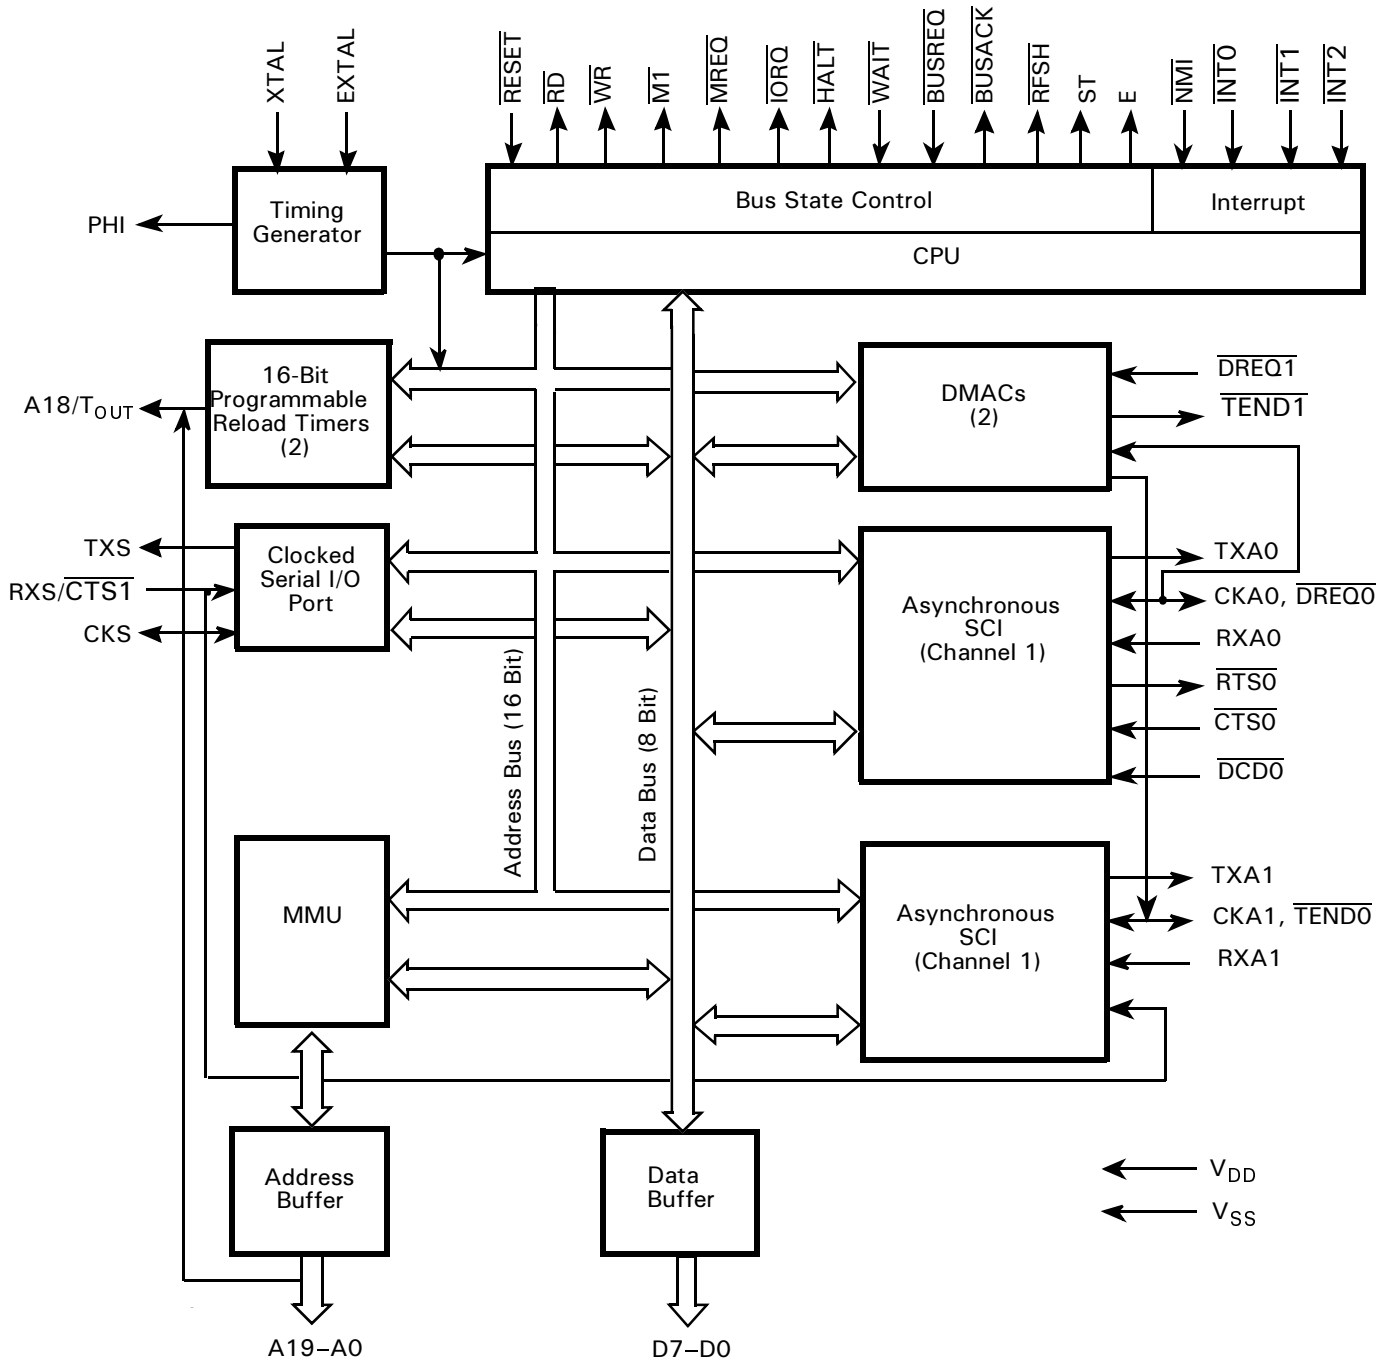 XTAL
EXTAL
RESET
RD
WR
M1
MREQ
IORQ
HALT
WAIT
BUSREQ
BUSACK
RFSH
ST
E
NMI
INT0
INT1
INT2
Timing
Generator
PHI
Bus State Control
Interrupt
CPU
16-Bit
Programmable
Reload Timers
(2)
A18/TOUT
DMACs
(2)
DREQ1
TEND1
TXS
RXS/CTS1
CKS
Clocked
Serial I/O
Port
Asynchronous
SCI
(Channel 1)
TXA0
CKA0, DREQ0
RXA0
RTS0
CTS0
DCD0
Address Bus (16 Bit)
Data Bus (8 Bit)
MMU
Asynchronous
SCI
(Channel 1)
TXA1
CKA1, TEND0
RXA1
Address
Buffer
Data
Buffer
VDD
VSS
A19–A0
D7–D0